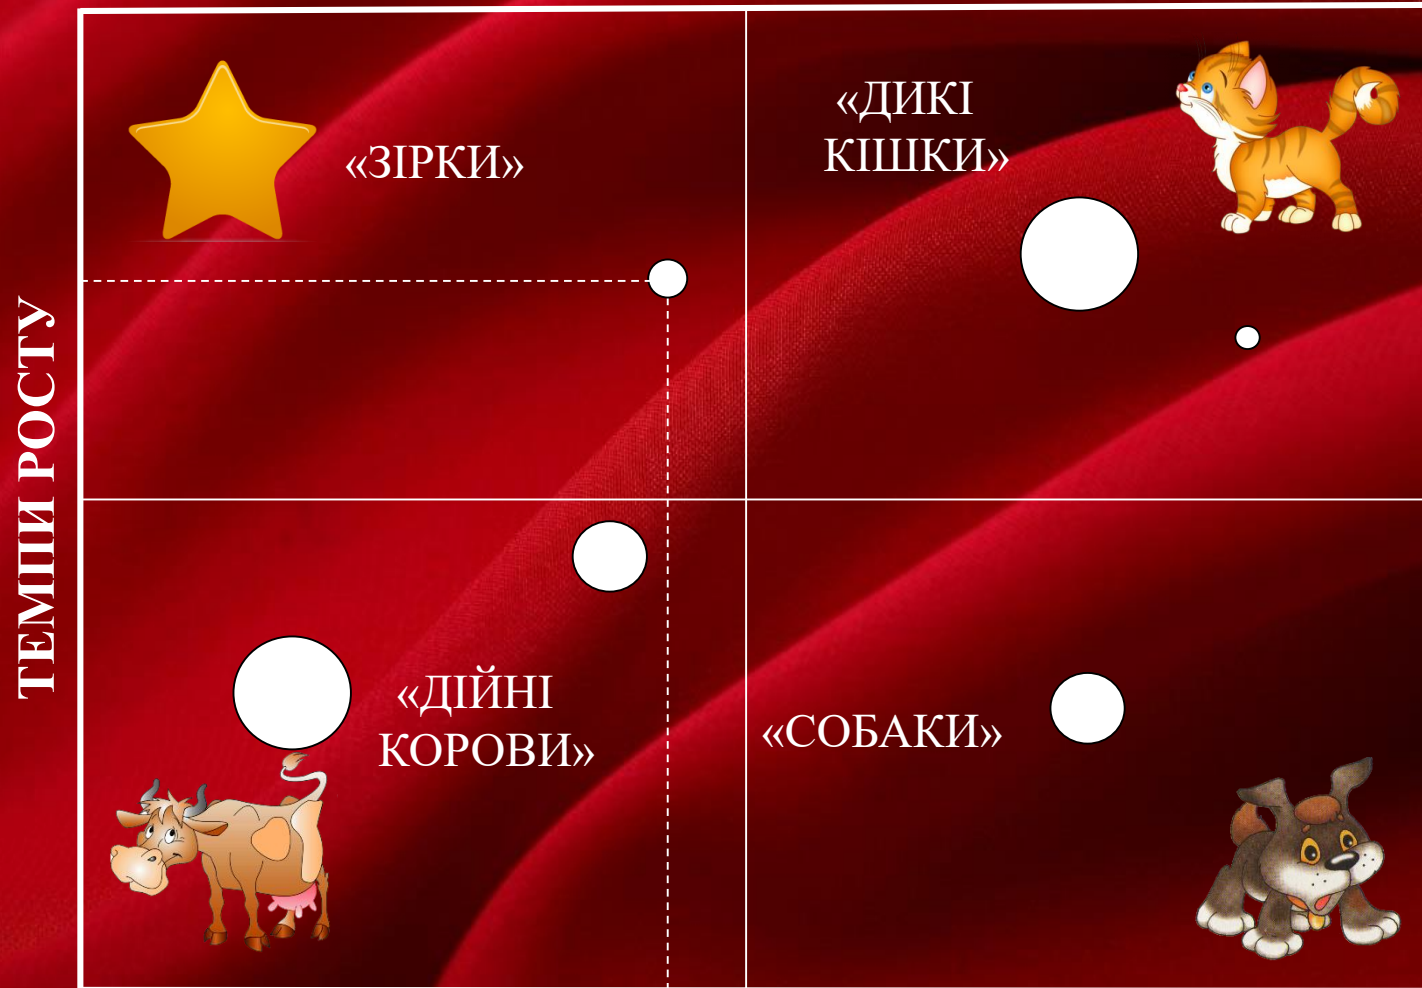 ТЕМПИ РОСТУ
«ЗІРКИ»
«ДИКІ
КІШКИ»
«ДІЙНІ
КОРОВИ»
«СОБАКИ»